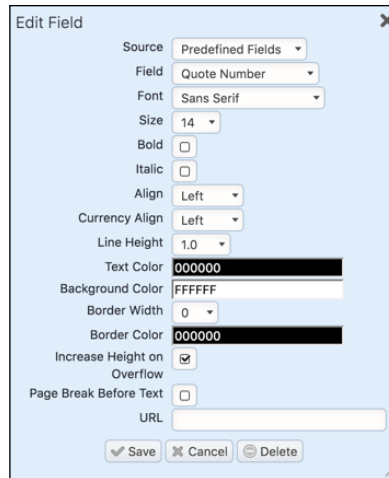 Edit Field
Source Predefined Fields
Field Quote Number
Font Sans Serif
Size 14
Bold
Italic
Align Left
Currency Align Left
Line Height 1.0
Text Color 000000
Background Color FFFFFF
Border Width 0
Border Color 000000
Increase Height on
Overflow
Page Break Before Text
URL
Save Cancel Delete